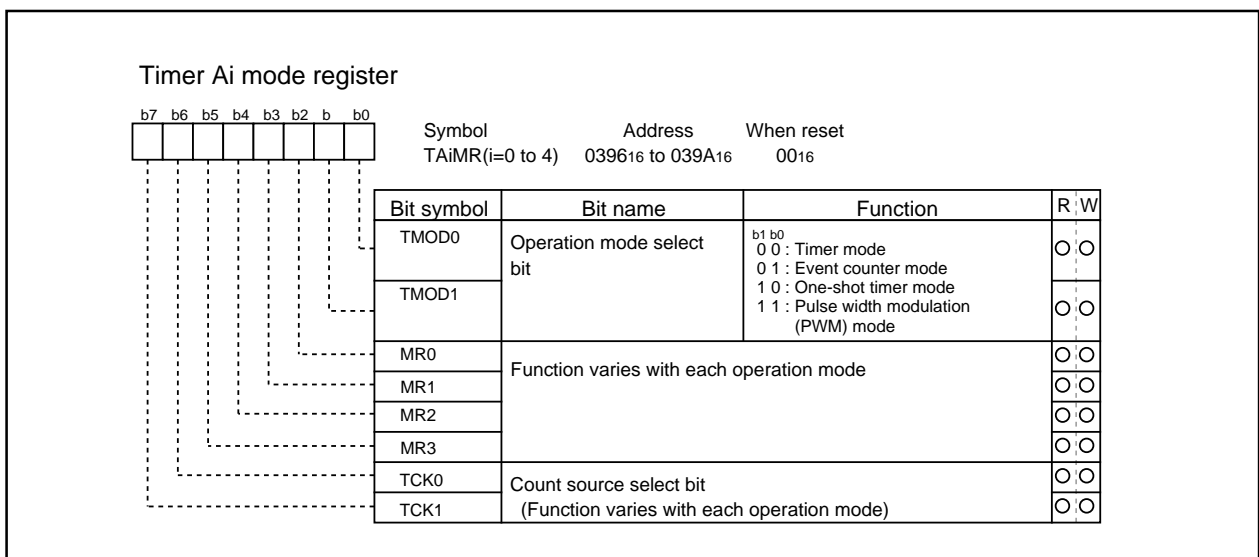 Timer Ai mode register
b7 b6 b5 b4 b3 b2 b b0
Symbol Address When reset
TAiMR(i=0 to 4) 039616 to 039A16 0016
Bit symbol Bit name Function R W
TMOD0 Operation mode select bit
b1 b0
0 0 : Timer mode
0 1 : Event counter mode
1 0 : One-shot timer mode
TMOD1
1 1 : Pulse width modulation
(PWM) mode
MR0
Function varies with each operation mode
MR1
MR2
MR3
TCK0
Count source select bit
TCK1
(Function varies with each operation mode)